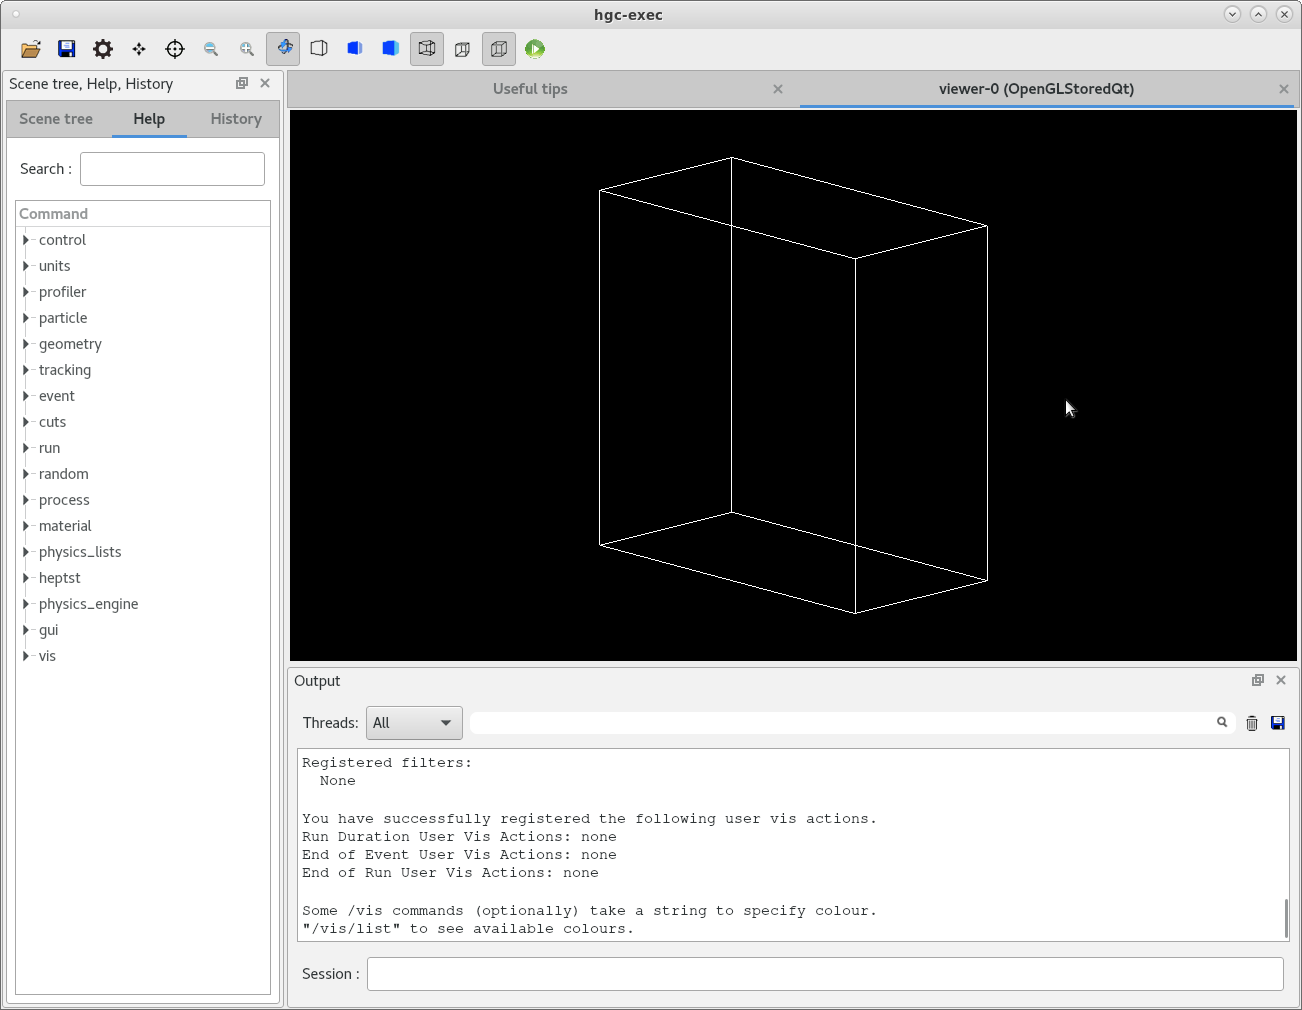 hgc-exec
Scene tree, Help, History
Useful tips
viewer-0 (OpenGLStoredQt)
Scene tree
Help
History
Search :
Command
control
units
profiler
particle
geometry
tracking
event
cuts
run
random
process
material
physics_lists
heptst
physics_engine
gui
vis
Output
Threads:
All
Registered filters:
None
You have successfully registered the following user vis actions.
Run Duration User Vis Actions: none
End of Event User Vis Actions: none
End of Run User Vis Actions: none
Some /vis commands (optionally) take a string to specify colour.
"/vis/list" to see available colours.
Session :